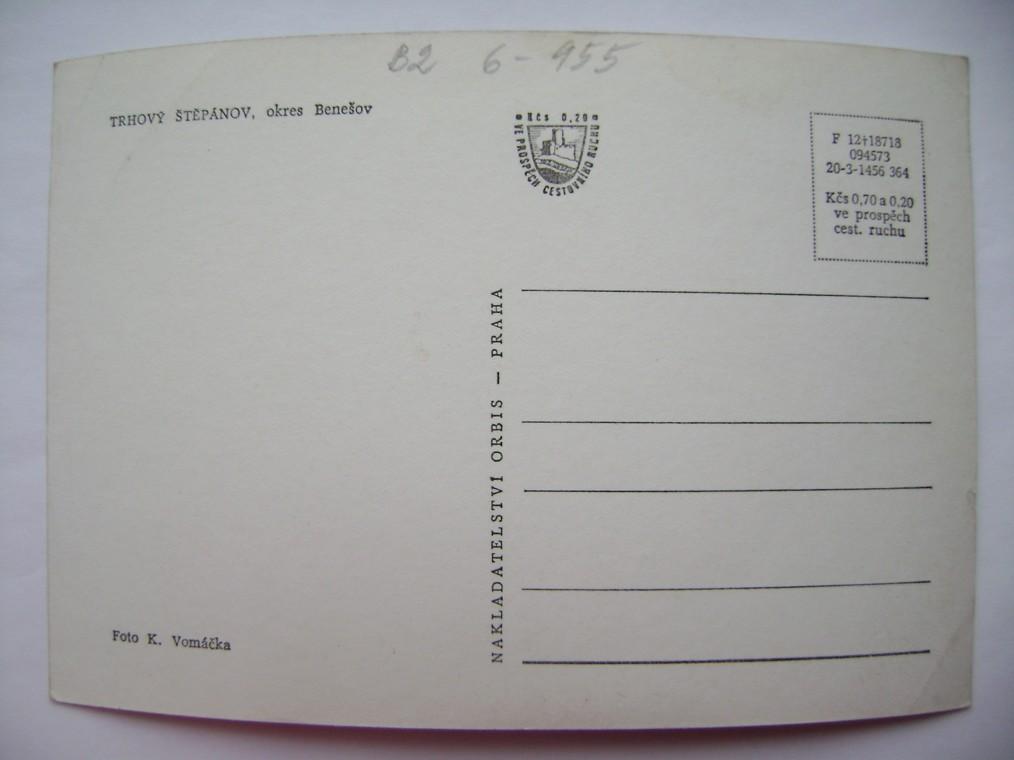 B2 6-955
TRHOVÝ ŠTĚPÁNOV, okres Benešov
Kčs 0,20
VE PROSPĚCH CESTOVNÍHO RUCHU
F 12†18718
094573
20-3-1456 364
Kčs 0,70 a 0,20
ve prospěch
cest. ruchu
NAKLADATELSTVÍ ORBIS — PRAHA
Foto K. Vomáčka